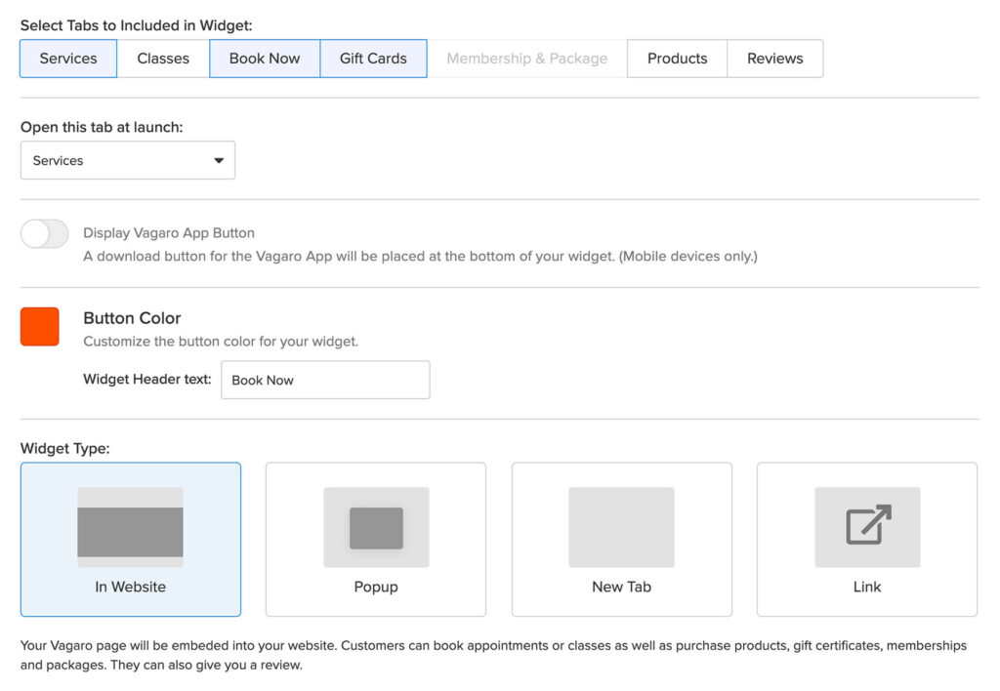 Select Tabs to Included in Widget:
Services Classes Book Now Gift Cards Membership & Package Products Reviews
Open this tab at launch:
Services
Display Vagaro App Button
A download button for the Vagaro App will be placed at the bottom of your widget. (Mobile devices only.)
Button Color
Customize the button color for your widget.
Widget Header text: Book Now
Widget Type:
In Website Popup New Tab Link
Your Vagaro page will be embeded into your website. Customers can book appointments or classes as well as purchase products, gift certificates, memberships
and packages. They can also give you a review.